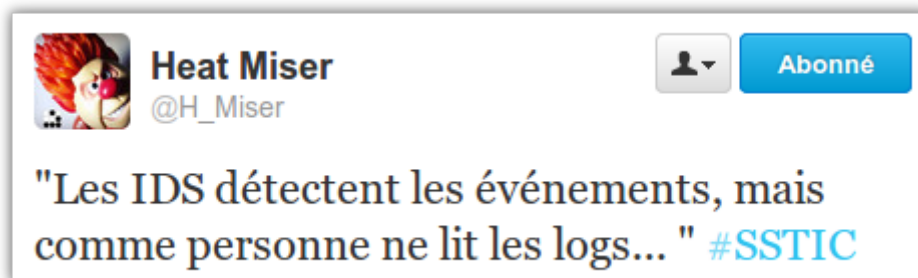 Heat Miser
Abonné
@H_Miser
"Les IDS détectent les événements, mais
comme personne ne lit les logs... " #SSTIC